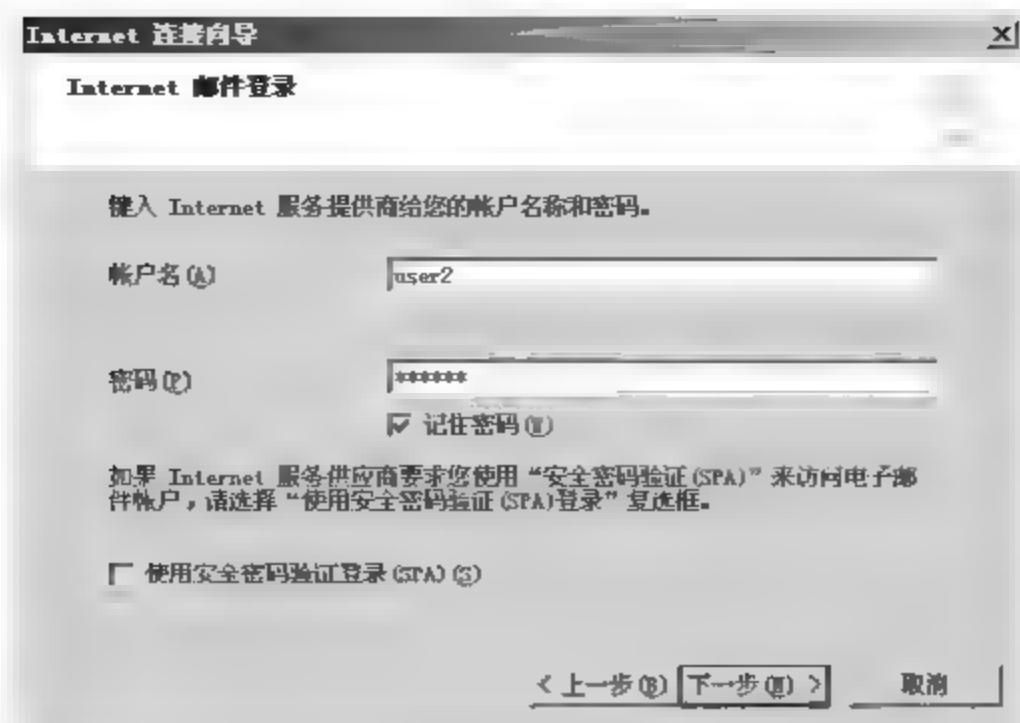 Internet 连接向导
Internet 邮件登录
键入 Internet 服务提供商给您的帐户名称和密码。
帐户名(A)
user2
密码(P)
******
记住密码(W)
如果 Internet 服务供应商要求您使用“安全密码验证(SPA)”来访问电子邮
件帐户，请选择“使用安全密码验证(SPA)登录”复选框。
使用安全密码验证登录(SPA)(S)
< 上一步(B) 下一步(N) > 取消